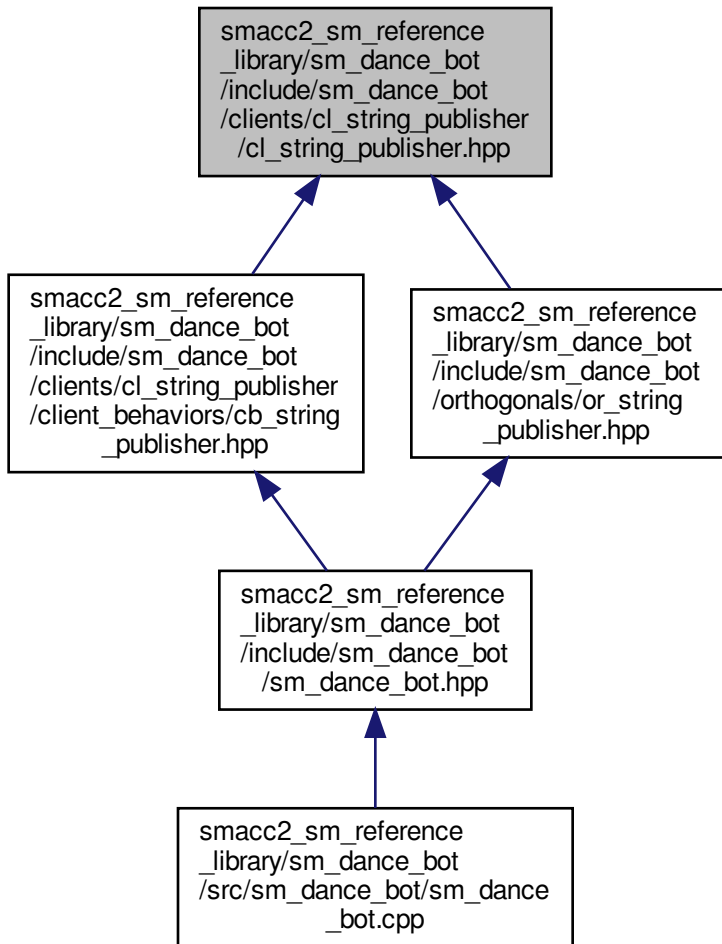 smacc2_sm_reference
_library/sm_dance_bot
/include/sm_dance_bot
/clients/cl_string_publisher
/cl_string_publisher.hpp
smacc2_sm_reference
_library/sm_dance_bot
/include/sm_dance_bot
/clients/cl_string_publisher
/client_behaviors/cb_string
_publisher.hpp
smacc2_sm_reference
_library/sm_dance_bot
/include/sm_dance_bot
/orthogonals/or_string
_publisher.hpp
smacc2_sm_reference
_library/sm_dance_bot
/include/sm_dance_bot
/sm_dance_bot.hpp
smacc2_sm_reference
_library/sm_dance_bot
/src/sm_dance_bot/sm_dance
_bot.cpp